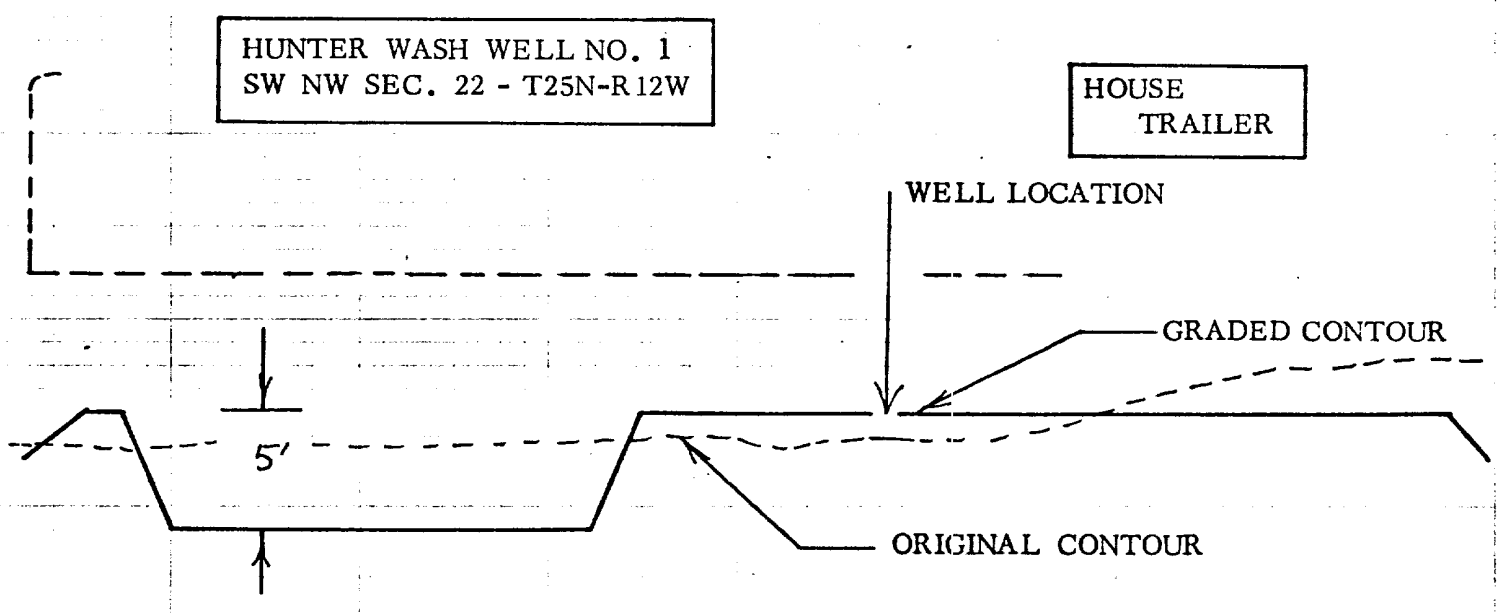 HUNTER WASH WELL NO. 1
SW NW SEC. 22 - T25N-R12W
HOUSE
TRAILER
WELL LOCATION
GRADED CONTOUR
5'
ORIGINAL CONTOUR